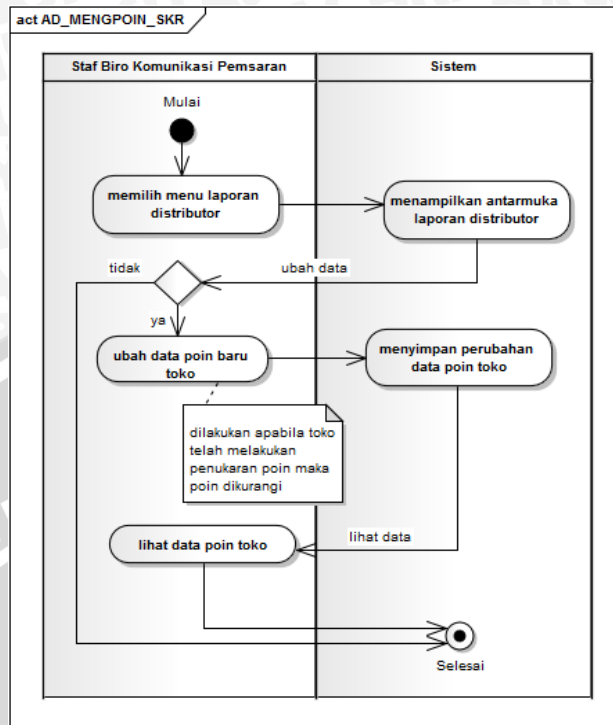 act AD_MENGPOIN_SKR
Staf Biro Komunikasi Pemsaran
Sistem
Mulai
memilih menu laporan
distributor
menampilkan antarmuka
laporan distributor
tidak
ubah data
ya
ubah data poin baru
toko
menyimpan perubahan
data poin toko
dilakukan apabila toko
telah melakukan
penukaran poin maka
poin dikurangi
lihat data poin toko
lihat data
Selesai